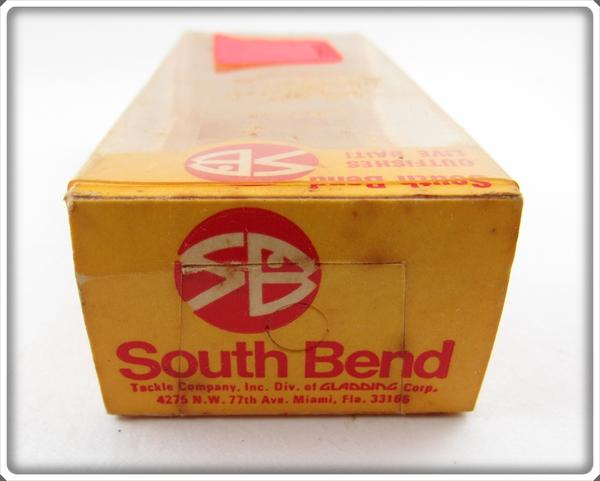 OUTFISHES
LIVE BAIT!
South Bend
SB
SB
South Bend
Tackle Company, Inc. Div. of GLADDING Corp.
4275 N.W. 77th Ave. Miami, Fla. 33166